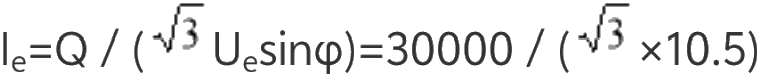 Iₑ=Q / (√3 Uₑsinφ)=30000 / (√3 ×10.5)